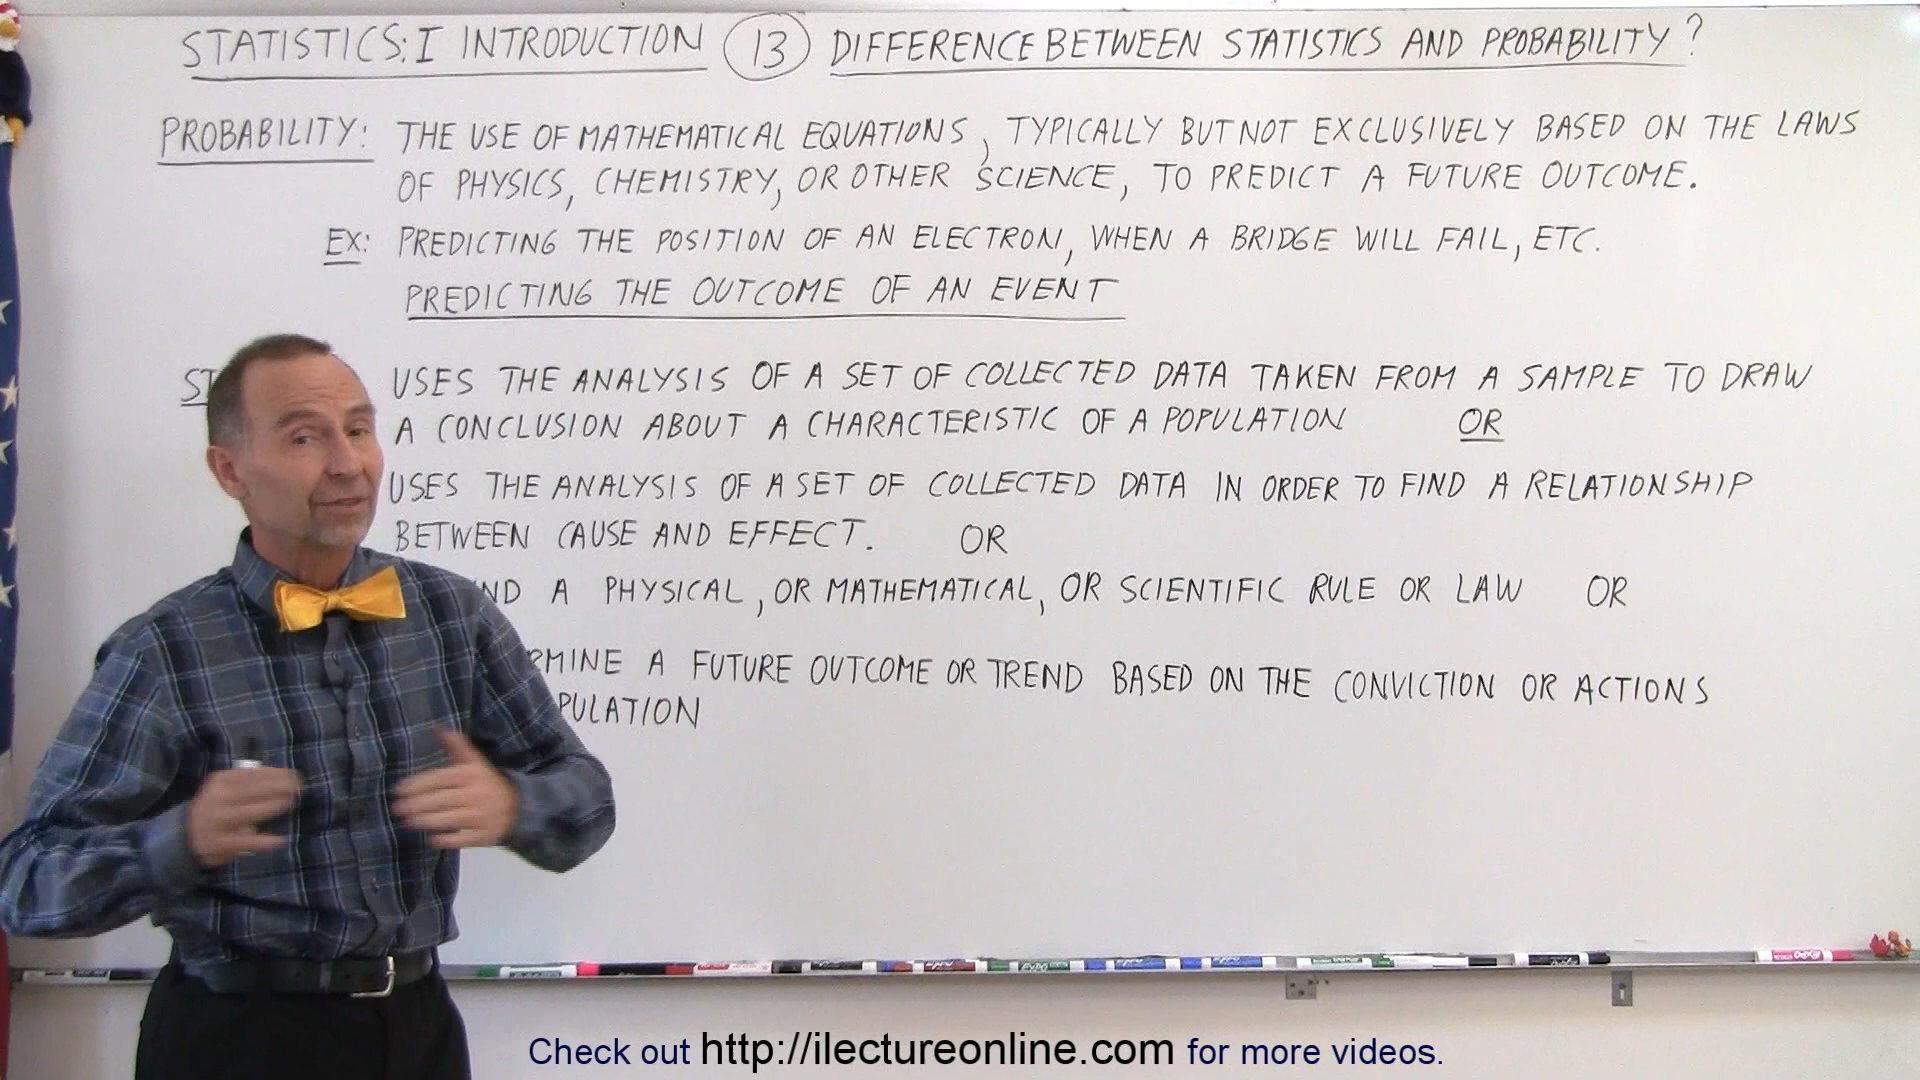 STATISTICS: I INTRODUCTION 13 DIFFERENCE BETWEEN STATISTICS AND PROBABILITY?
PROBABILITY: THE USE OF MATHEMATICAL EQUATIONS, TYPICALLY BUT NOT EXCLUSIVELY BASED ON THE LAWS
OF PHYSICS, CHEMISTRY, OR OTHER SCIENCE, TO PREDICT A FUTURE OUTCOME.
EX: PREDICTING THE POSITION OF AN ELECTRON, WHEN A BRIDGE WILL FAIL, ETC.
PREDICTING THE OUTCOME OF AN EVENT
ST USES THE ANALYSIS OF A SET OF COLLECTED DATA TAKEN FROM A SAMPLE TO DRAW
A CONCLUSION ABOUT A CHARACTERISTIC OF A POPULATION OR
USES THE ANALYSIS OF A SET OF COLLECTED DATA IN ORDER TO FIND A RELATIONSHIP
BETWEEN CAUSE AND EFFECT. OR
ND A PHYSICAL, OR MATHEMATICAL, OR SCIENTIFIC RULE OR LAW OR
RMINE A FUTURE OUTCOME OR TREND BASED ON THE CONVICTION OR ACTIONS
PULATION
Check out http://ilectureonline.com for more videos.